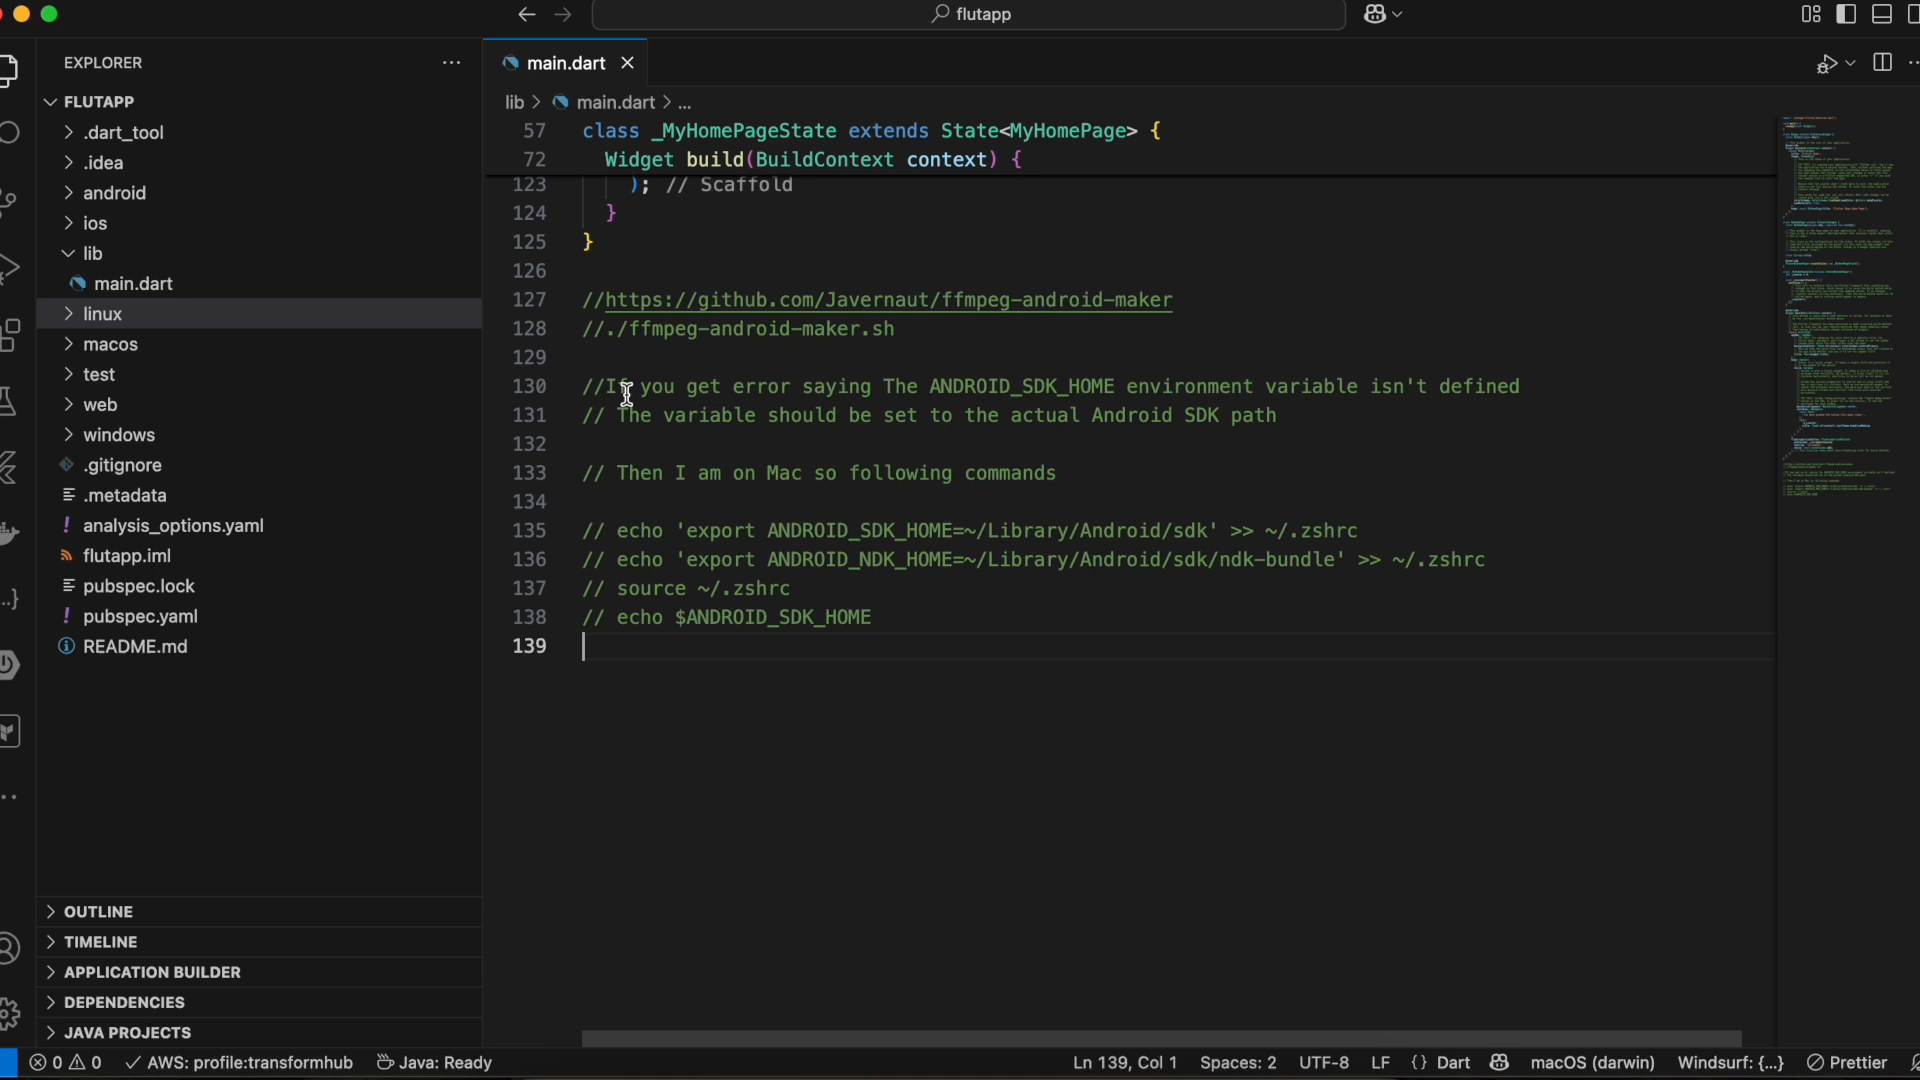 flutapp
EXPLORER
main.dart
FLUTAPP
.dart_tool
.idea
android
ios
lib
main.dart
linux
macos
test
web
windows
.gitignore
.metadata
analysis_options.yaml
flutapp.iml
pubspec.lock
pubspec.yaml
README.md
OUTLINE
TIMELINE
APPLICATION BUILDER
DEPENDENCIES
JAVA PROJECTS
lib > main.dart > ...
57 class _MyHomePageState extends State<MyHomePage> {
72 Widget build(BuildContext context) {
123 ); // Scaffold
124 }
125 }
126
127 //https://github.com/Javernaut/ffmpeg-android-maker
128 //./ffmpeg-android-maker.sh
129
130 //If you get error saying The ANDROID_SDK_HOME environment variable isn't defined
131 // The variable should be set to the actual Android SDK path
132
133 // Then I am on Mac so following commands
134
135 // echo 'export ANDROID_SDK_HOME=~/Library/Android/sdk' >> ~/.zshrc
136 // echo 'export ANDROID_NDK_HOME=~/Library/Android/sdk/ndk-bundle' >> ~/.zshrc
137 // source ~/.zshrc
138 // echo $ANDROID_SDK_HOME
139
0 0 AWS: profile:transformhub Java: Ready Ln 139, Col 1 Spaces: 2 UTF-8 LF {} Dart macOS (darwin) Windsurf: {...} Prettier